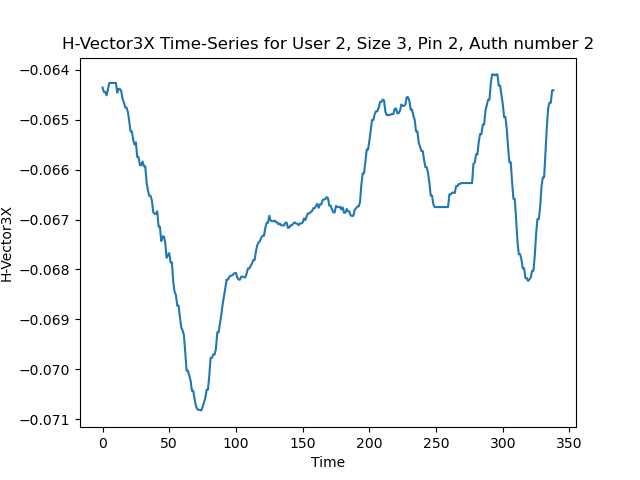 H-Vector3X Time-Series for User 2, Size 3, Pin 2, Auth number 2
−0.064
−0.065
−0.066
−0.067
−0.068
−0.069
−0.070
−0.071
H-Vector3X
0 50 100 150 200 250 300 350
Time